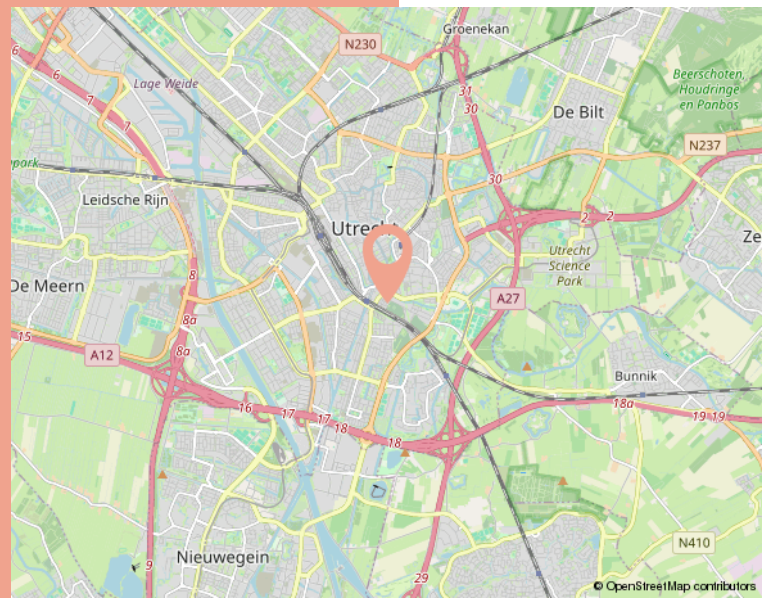 Groenekan
N230
6
6
7
7
Lage Weide
31
30
De Bilt
Beerschoten,
Houdringe
en Panbos
N237
park
30
Leidsche Rijn
2
2
Utrecht
Ze
Utrecht
Science
Park
De Meern
8
A27
8a
15
8a
A12
Bunnik
16
17
17
18
18
18a
19
19
Nieuwegein
N410
9
29
© OpenStreetMap contributors